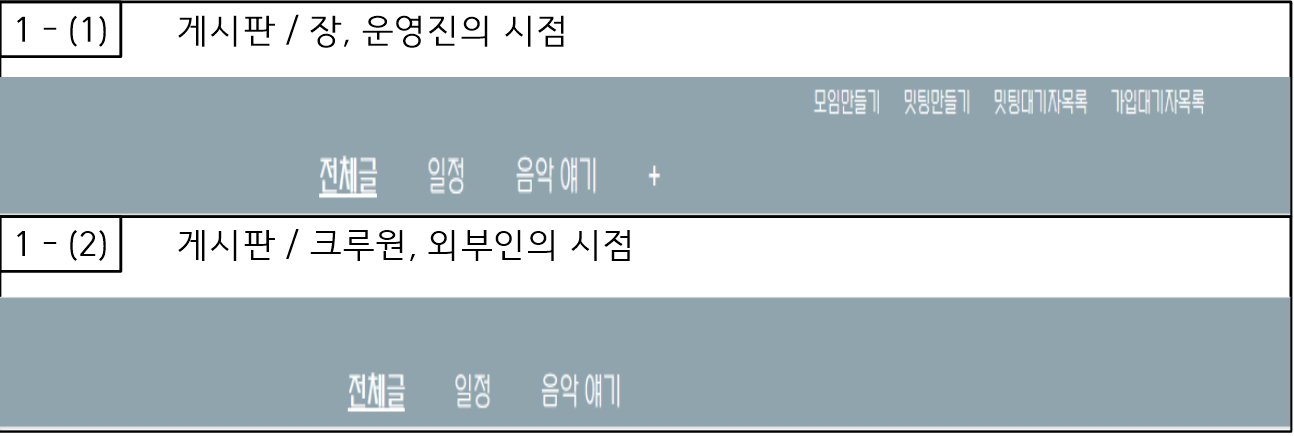 1 - (1) 게시판 / 장, 운영진의 시점
모임만들기 밋팅만들기 밋팅대기자목록 가입대기자목록
전체글 일정 음악 얘기 +
1 - (2) 게시판 / 크루원, 외부인의 시점
전체글 일정 음악 얘기